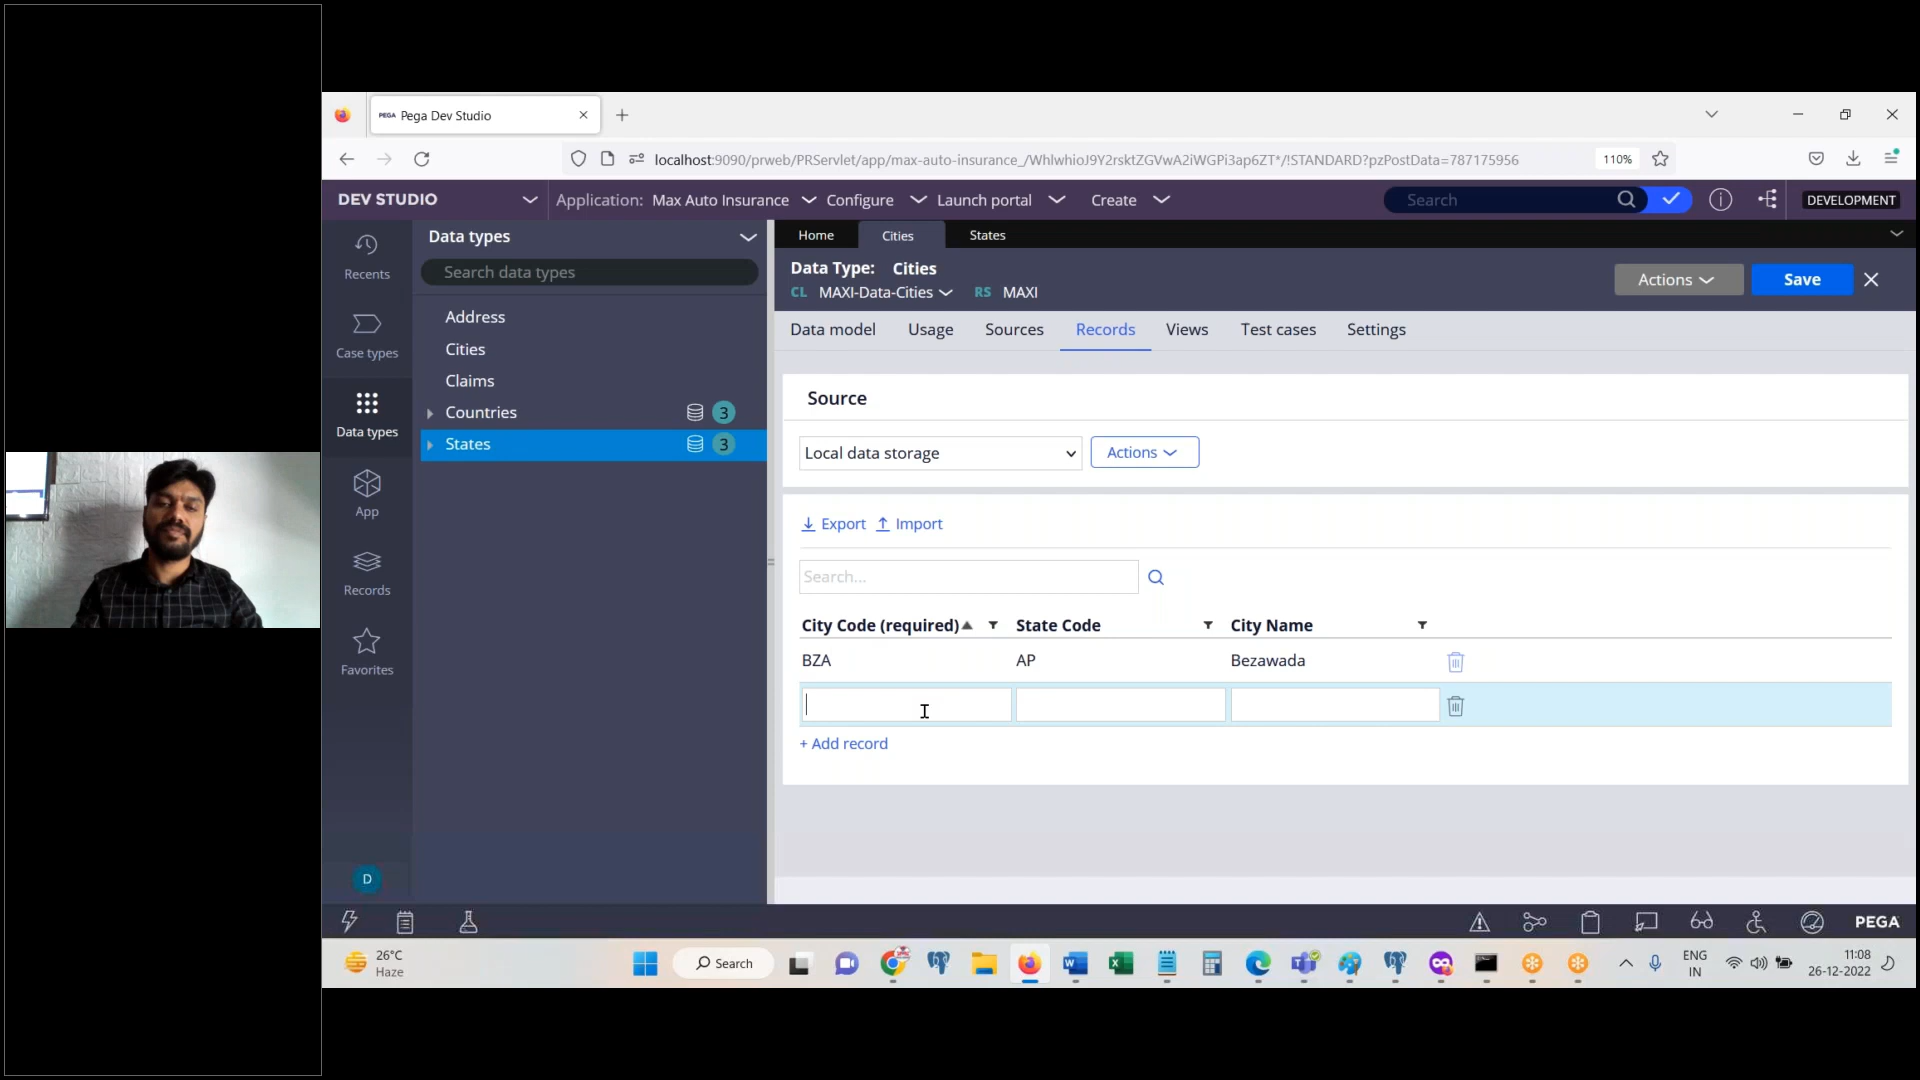 PEGA Pega Dev Studio
localhost:9090/prweb/PRServlet/app/max-auto-insurance_/WhlwhioJ9Y2rsktZGVwA2iWGPi3ap6ZT*/!STANDARD?pzPostData=787175956
110%
DEV STUDIO
Application: Max Auto Insurance
Configure
Launch portal
Create
Search
DEVELOPMENT
Recents
Case types
Data types
App
Records
Favorites
D
Data types
Search data types
Address
Cities
Claims
Countries 3
States 3
Home Cities States
Data Type: Cities
CL MAXI-Data-Cities RS MAXI
Actions Save
Data model Usage Sources Records Views Test cases Settings
Source
Local data storage Actions
Export Import
Search...
City Code (required) State Code City Name
BZA AP Bezawada
+ Add record
PEGA
26°C
Haze
Search
ENG
IN
11:08
26-12-2022